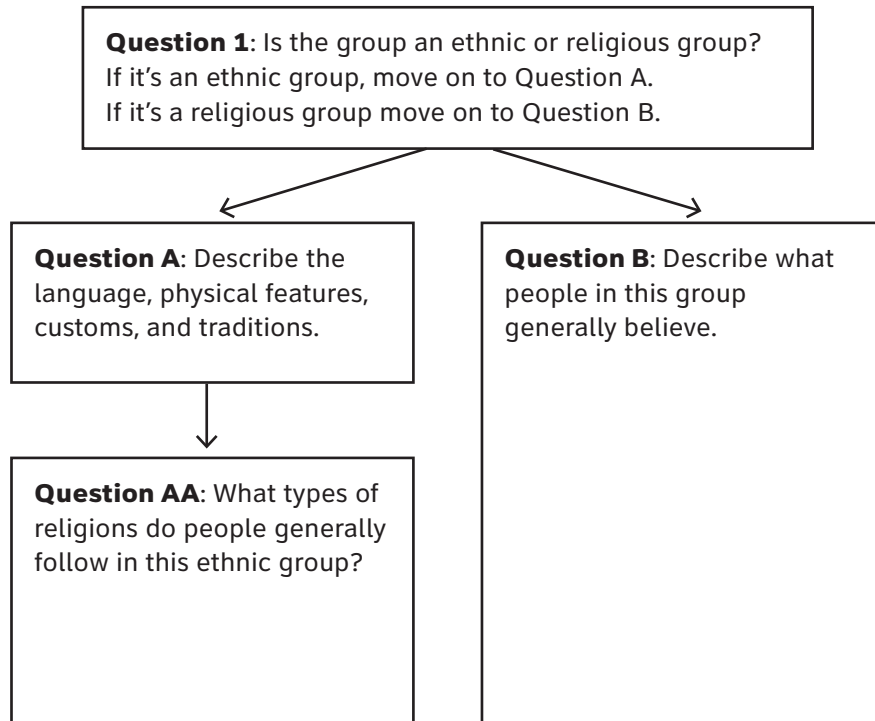 Question 1: Is the group an ethnic or religious group?
If it's an ethnic group, move on to Question A.
If it's a religious group move on to Question B.
Question A: Describe the
language, physical features,
customs, and traditions.
Question AA: What types of
religions do people generally
follow in this ethnic group?
Question B: Describe what
people in this group
generally believe.